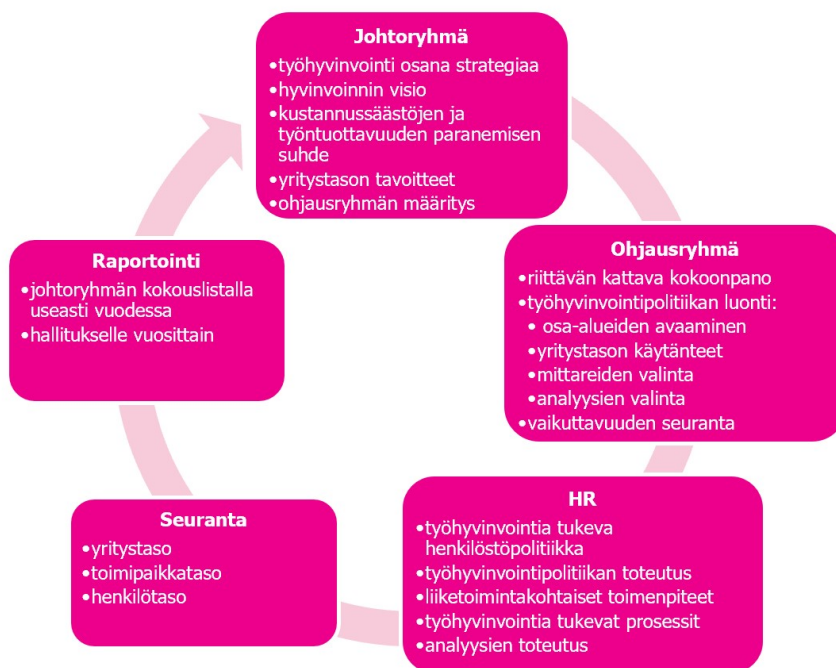 Johtoryhmä
•työhyvinvointi osana strategiaa
•hyvinvoinnin visio
•kustannussäästöjen ja
työntuottavuuden paranemisen
suhde
•yritystason tavoitteet
•ohjausryhmän määritys
Ohjausryhmä
•riittävän kattava kokoonpano
•työhyvinvointipolitiikan luonti:
• osa-alueiden avaaminen
•yritystason käytänteet
•mittareiden valinta
•analyysien valinta
•vaikuttavuuden seuranta
HR
•työhyvinvointia tukeva
henkilöstöpolitiikka
•työhyvinvointipolitiikan toteutus
•liiketoimintakohtaiset toimenpiteet
•työhyvinvointia tukevat prosessit
•analyysien toteutus
Seuranta
•yritystaso
•toimipaikkataso
•henkilötaso
Raportointi
•johtoryhmän kokouslistalla
useasti vuodessa
•hallitukselle vuosittain